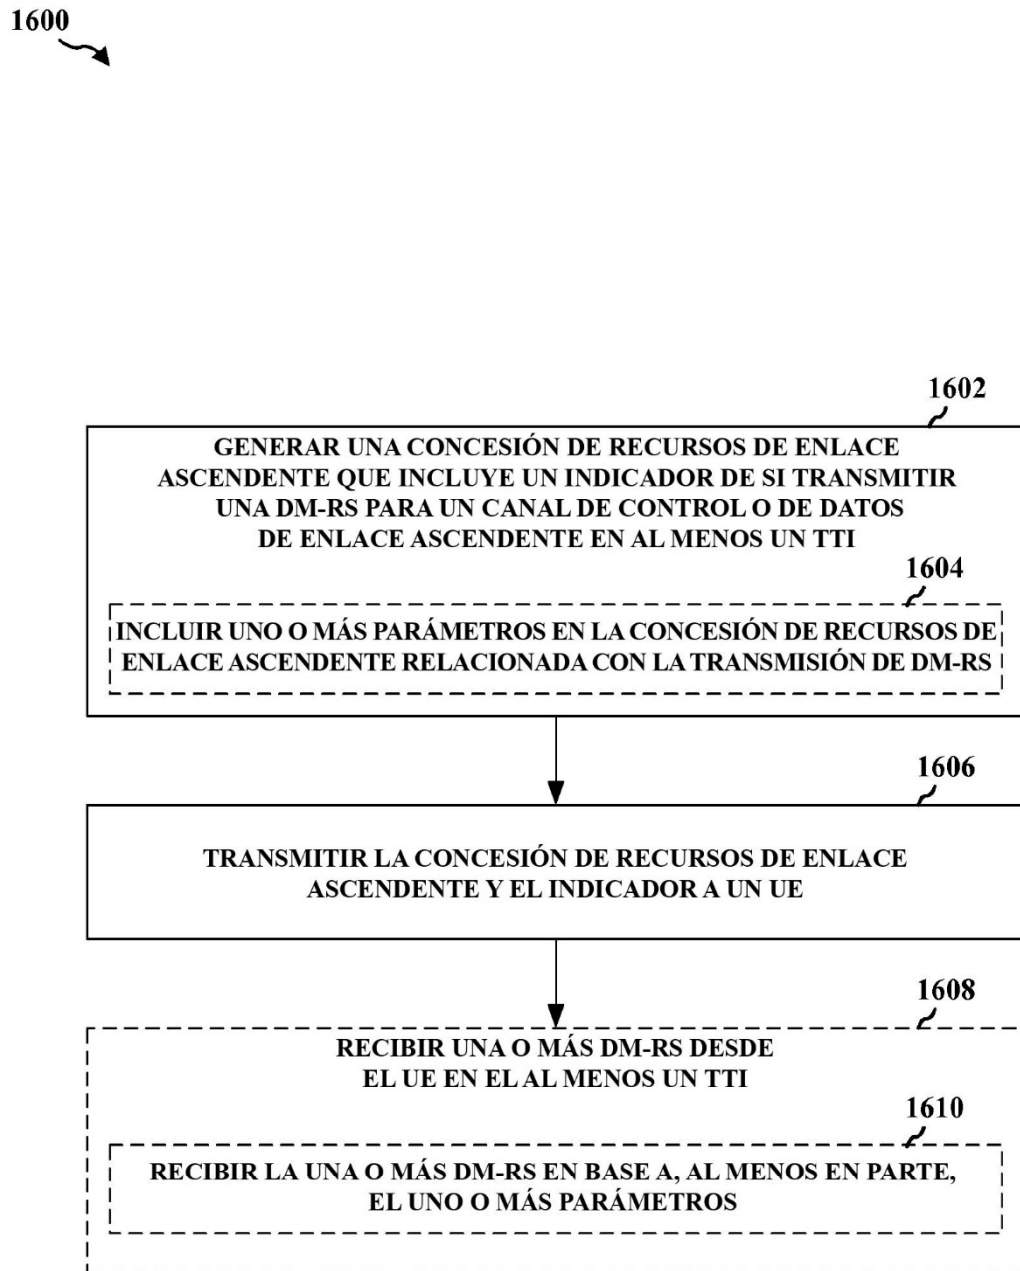 1600
1602
GENERAR UNA CONCESIÓN DE RECURSOS DE ENLACE
ASCENDENTE QUE INCLUYE UN INDICADOR DE SI TRANSMITIR
UNA DM-RS PARA UN CANAL DE CONTROL O DE DATOS
DE ENLACE ASCENDENTE EN AL MENOS UN TTI
1604
INCLUIR UNO O MÁS PARÁMETROS EN LA CONCESIÓN DE RECURSOS DE
ENLACE ASCENDENTE RELACIONADA CON LA TRANSMISIÓN DE DM-RS
1606
TRANSMITIR LA CONCESIÓN DE RECURSOS DE ENLACE
ASCENDENTE Y EL INDICADOR A UN UE
1608
RECIBIR UNA O MÁS DM-RS DESDE
EL UE EN EL AL MENOS UN TTI
1610
RECIBIR LA UNA O MÁS DM-RS EN BASE A, AL MENOS EN PARTE,
EL UNO O MÁS PARÁMETROS